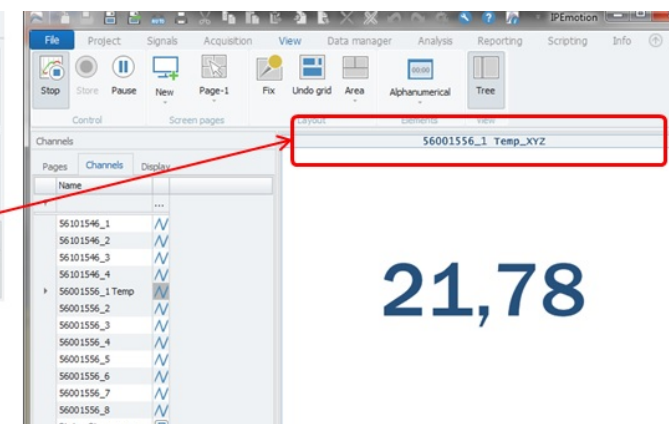 IPEmotion
File Project Signals Acquisition View Data manager Analysis Reporting Scripting Info
00:00
Stop Store Pause New Page-1 Fix Undo grid Area Alphanumerical Tree
Control Screen pages Layout Elements View
Channels
56001556_1 Temp_XYZ
Pages Channels Display
Name
...
56101546_1
56101546_2
56101546_3
56101546_4
56001556_1 Temp
56001556_2
56001556_3
56001556_4
56001556_5
56001556_6
56001556_7
56001556_8
21,78